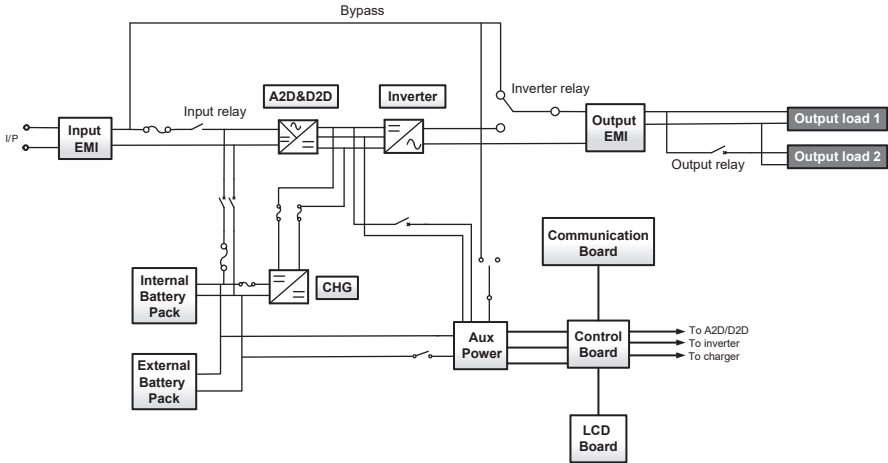 Bypass
A2D&D2D
Inverter
Inverter relay
Input relay
I/P
Input
EMI
Output
EMI
Output load 1
Output load 2
Output relay
Communication
Board
Internal
Battery
Pack
CHG
Aux
Power
Control
Board
To A2D/D2D
To inverter
To charger
External
Battery
Pack
LCD
Board